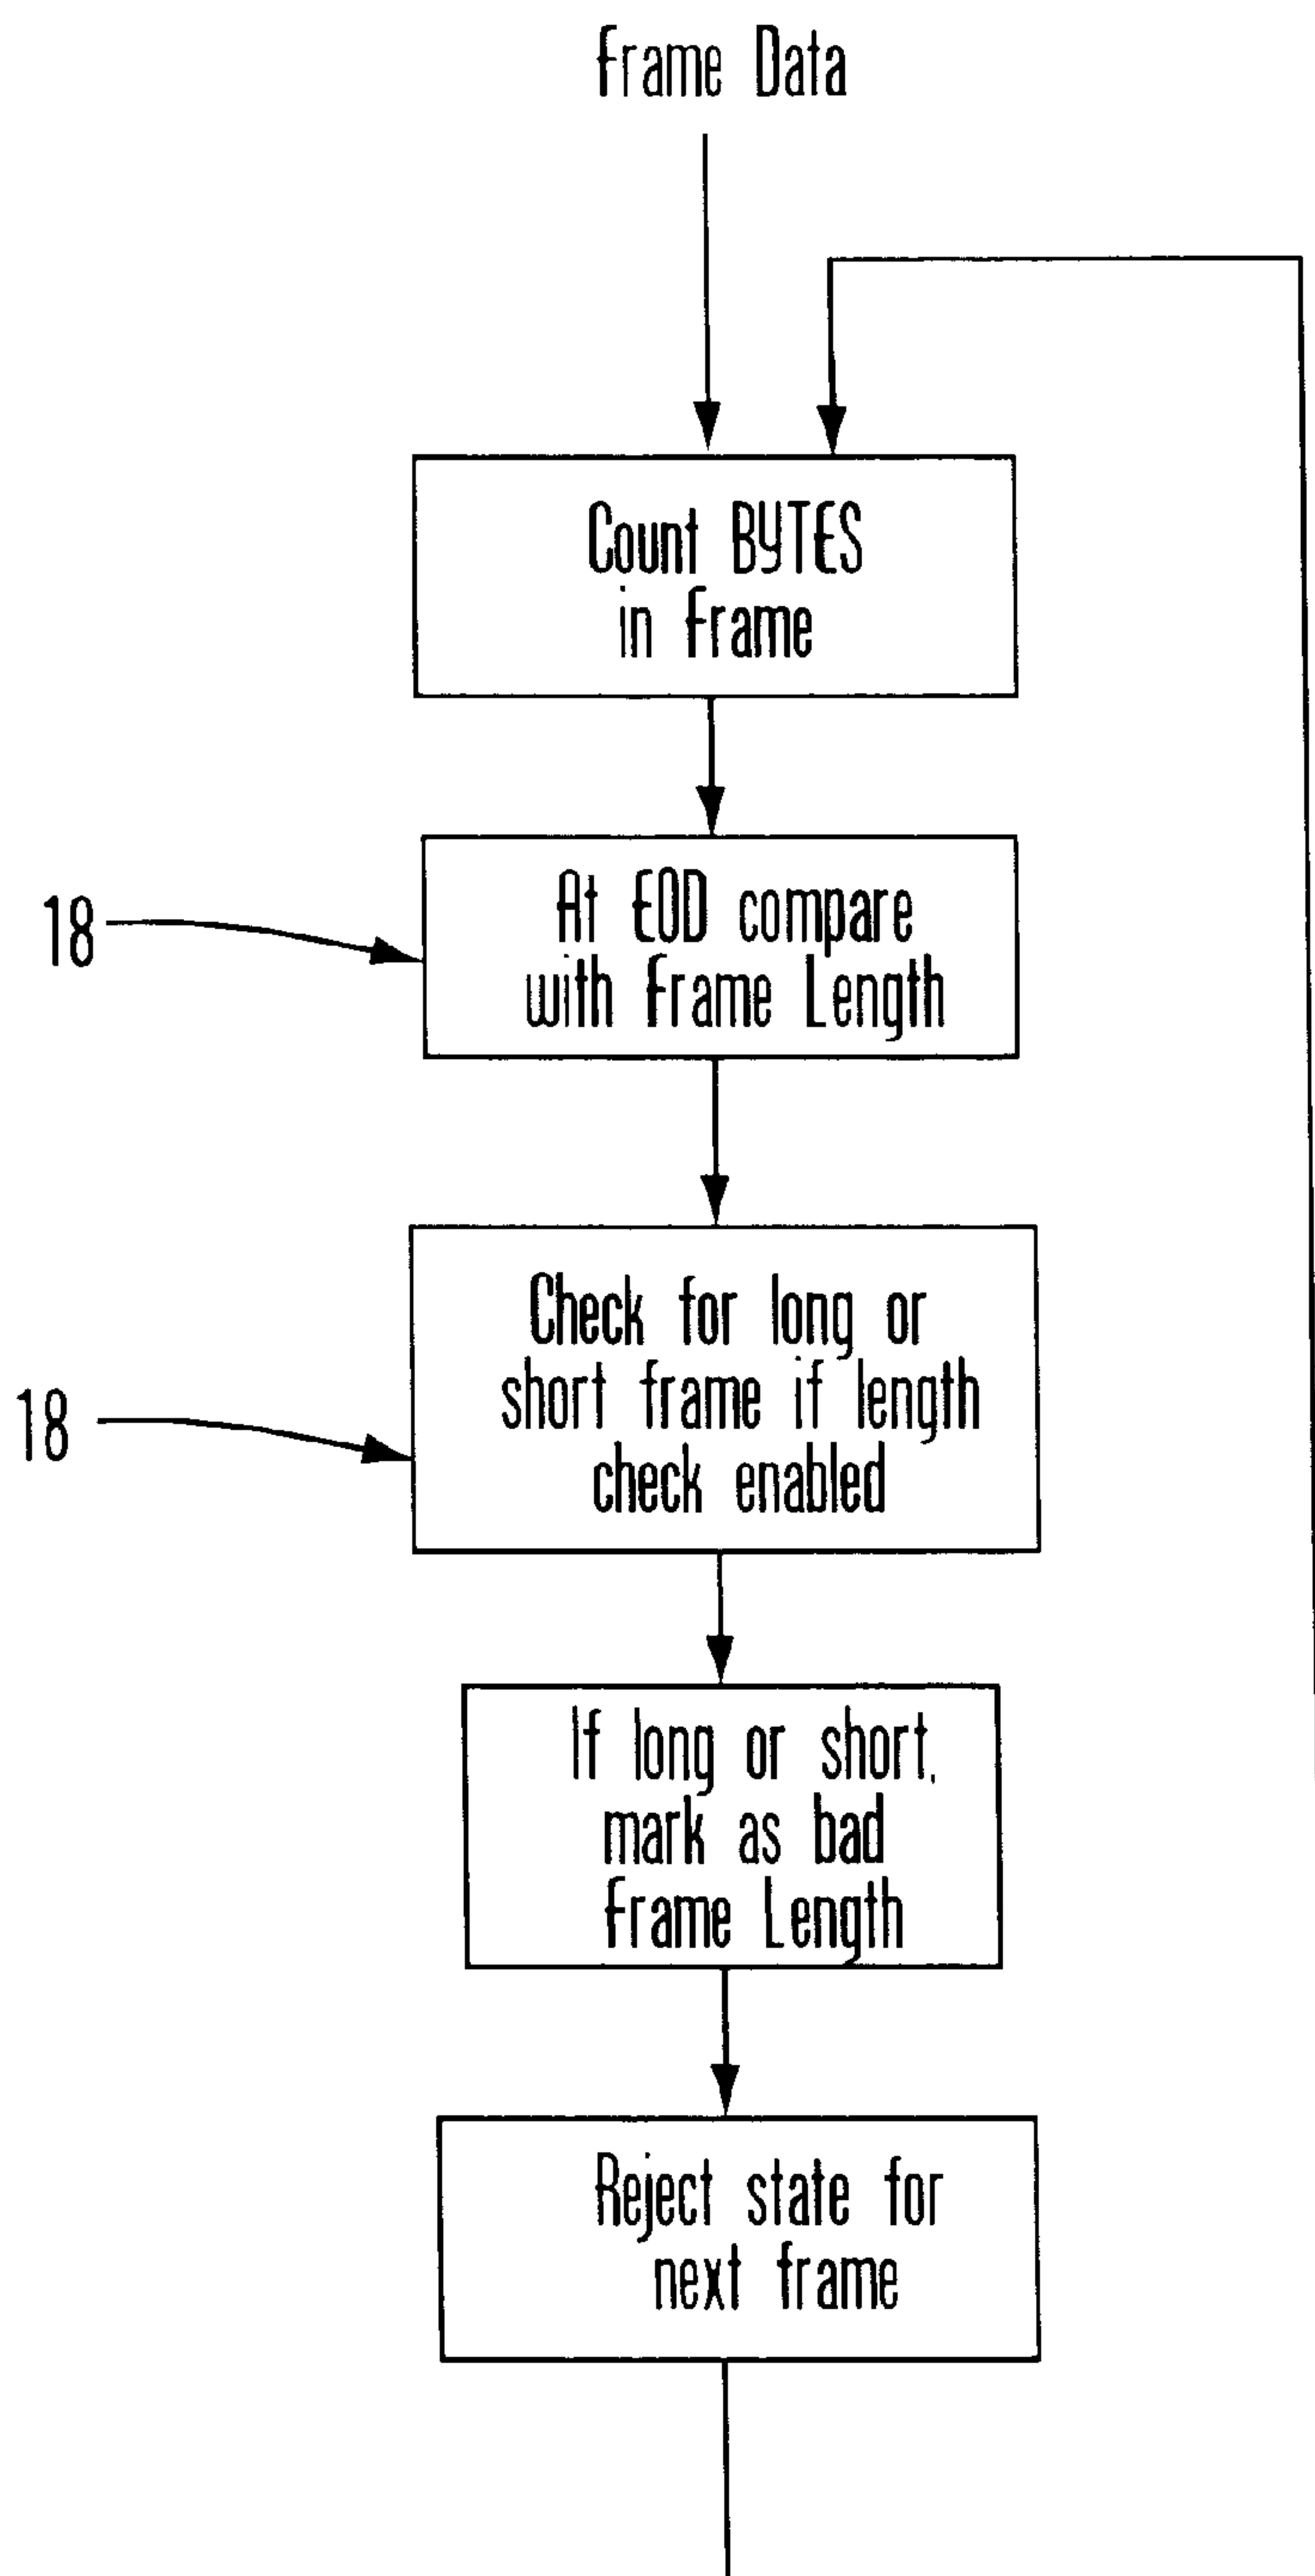 Frame Data
Count BYTES
in Frame
18
At EOD compare
with Frame Length
18
Check for long or
short frame if length
check enabled
If long or short,
mark as bad
Frame Length
Reject state for
next frame